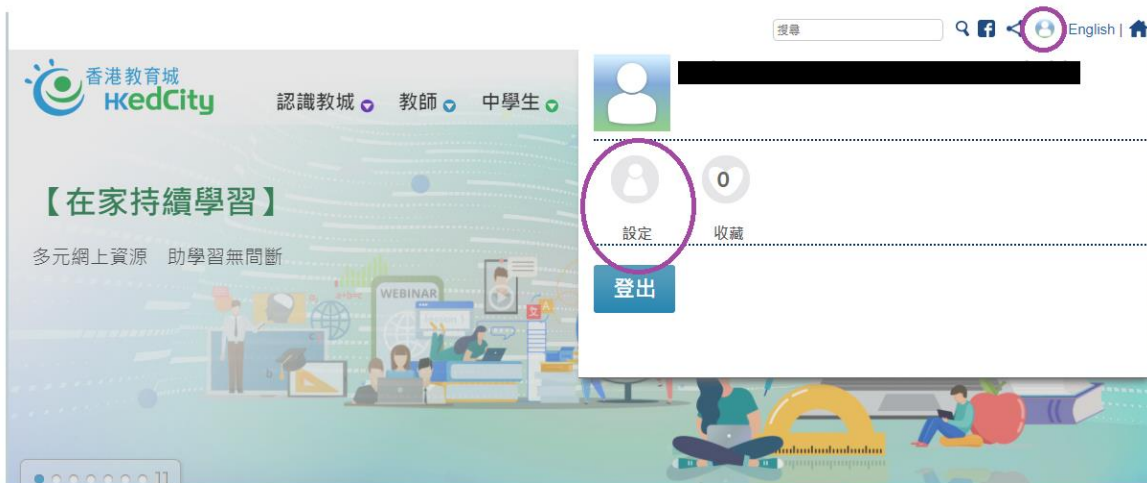 搜尋
English |
香港教育城
HKedCity
認識教城 教師 中學生
0
設定 收藏
登出
【在家持續學習】
多元網上資源 助學習無間斷
WEBINAR
a+b=c
文
A
b
c